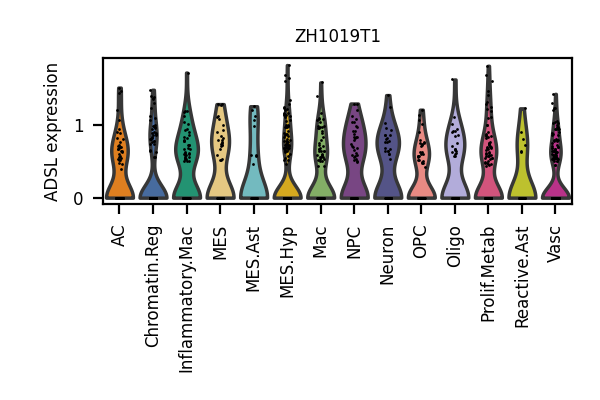 ZH1019T1
ADSL expression
1
0
AC
Chromatin.Reg
Inflammatory.Mac
MES
MES.Ast
MES.Hyp
Mac
NPC
Neuron
OPC
Oligo
Prolif.Metab
Reactive.Ast
Vasc